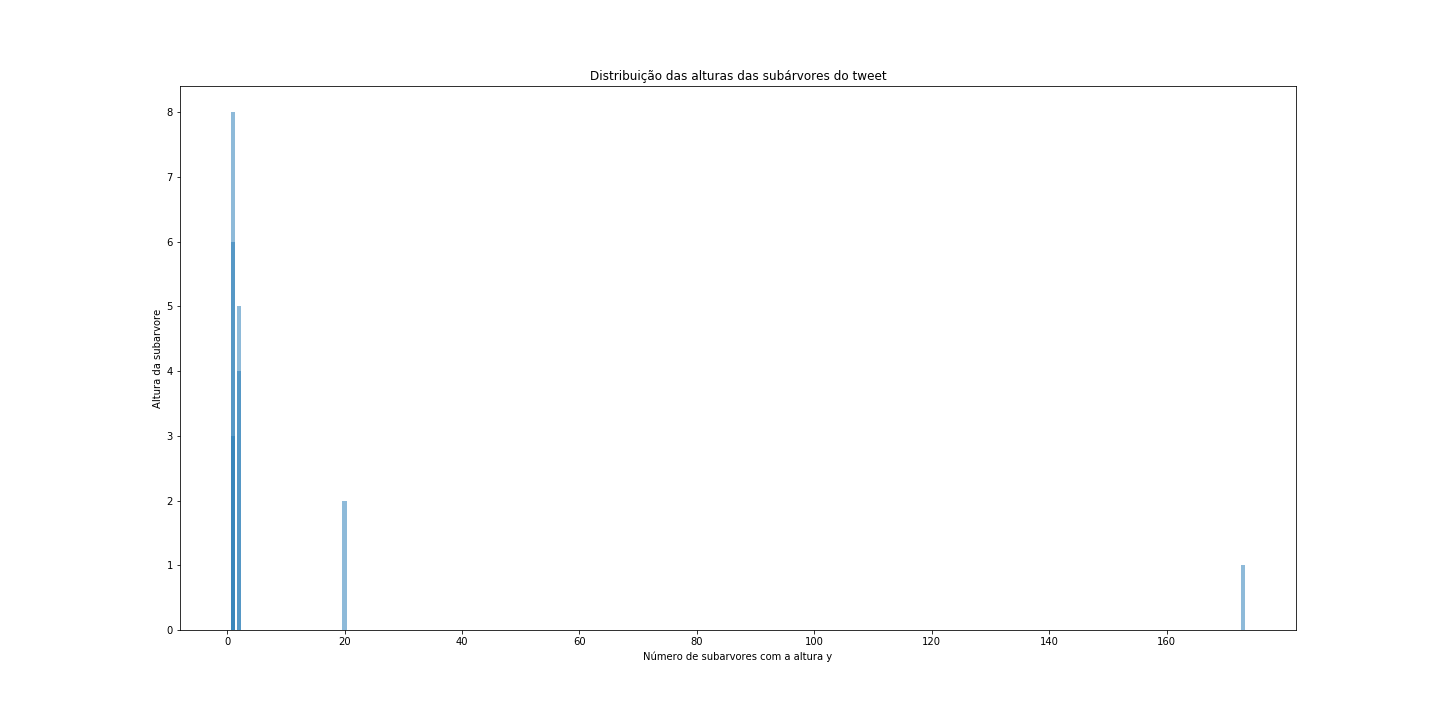 Distribuição das alturas das subárvores do tweet
8
7
6
5
4
3
2
1
0
Altura da subarvore
0 20 40 60 80 100 120 140 160
Número de subarvores com a altura y